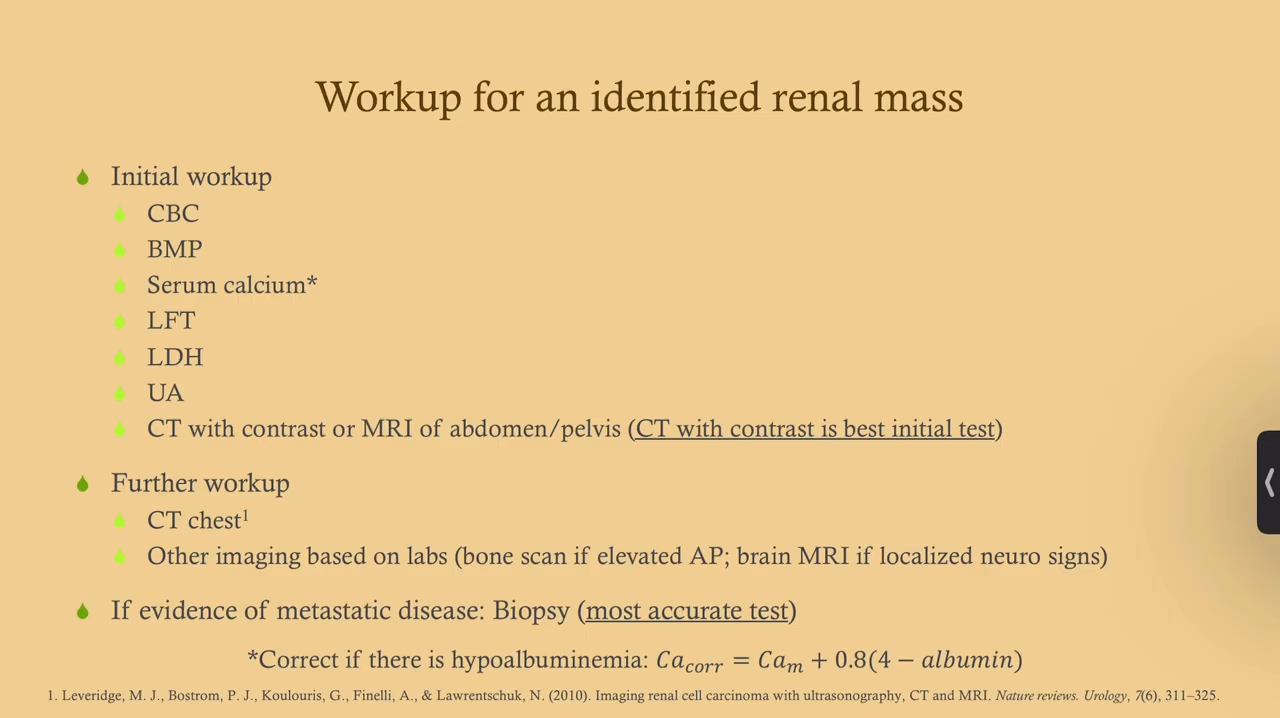 Workup for an identified renal mass
Initial workup
CBC
BMP
Serum calcium*
LFT
LDH
UA
CT with contrast or MRI of abdomen/pelvis (CT with contrast is best initial test)
Further workup
CT chest¹
Other imaging based on labs (bone scan if elevated AP; brain MRI if localized neuro signs)
If evidence of metastatic disease: Biopsy (most accurate test)
*Correct if there is hypoalbuminemia: Ca_corr = Ca_m + 0.8(4 − albumin)
1. Leveridge, M. J., Bostrom, P. J., Koulouris, G., Finelli, A., & Lawrentschuk, N. (2010). Imaging renal cell carcinoma with ultrasonography, CT and MRI. Nature reviews. Urology, 7(6), 311–325.